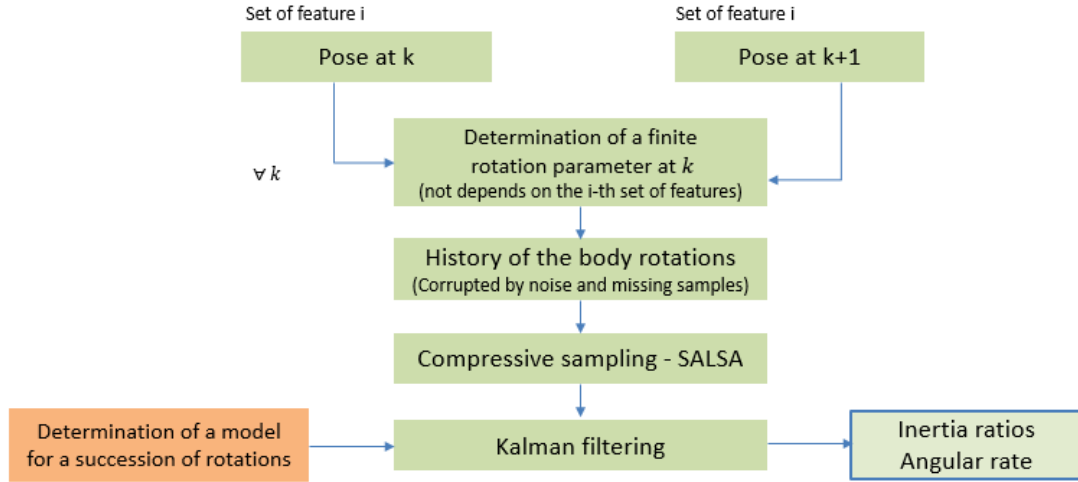 Set of feature i
Set of feature i
Pose at k
Pose at k+1
Determination of a finite
rotation parameter at k
(not depends on the i-th set of features)
∀ k
History of the body rotations
(Corrupted by noise and missing samples)
Compressive sampling - SALSA
Determination of a model
for a succession of rotations
Kalman filtering
Inertia ratios
Angular rate